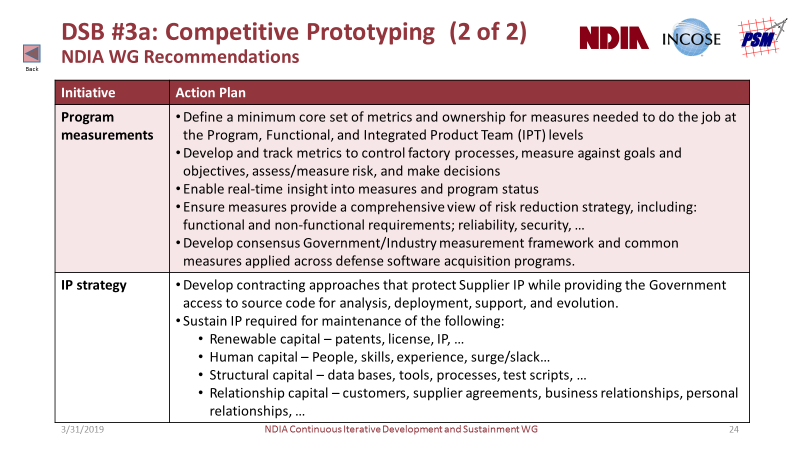 DSB #3a: Competitive Prototyping (2 of 2)
NDIA WG Recommendations
NDIA
INCOSE
PSM
Back
Initiative
Action Plan
Program
measurements
• Define a minimum core set of metrics and ownership for measures needed to do the job at
the Program, Functional, and Integrated Product Team (IPT) levels
• Develop and track metrics to control factory processes, measure against goals and
objectives, assess/measure risk, and make decisions
• Enable real-time insight into measures and program status
• Ensure measures provide a comprehensive view of risk reduction strategy, including:
functional and non-functional requirements; reliability, security, …
• Develop consensus Government/Industry measurement framework and common
measures applied across defense software acquisition programs.
IP strategy
• Develop contracting approaches that protect Supplier IP while providing the Government
access to source code for analysis, deployment, support, and evolution.
• Sustain IP required for maintenance of the following:
• Renewable capital – patents, license, IP, …
• Human capital – People, skills, experience, surge/slack…
• Structural capital – data bases, tools, processes, test scripts, …
• Relationship capital – customers, supplier agreements, business relationships, personal
relationships, …
3/31/2019
NDIA Continuous Iterative Development and Sustainment WG
24